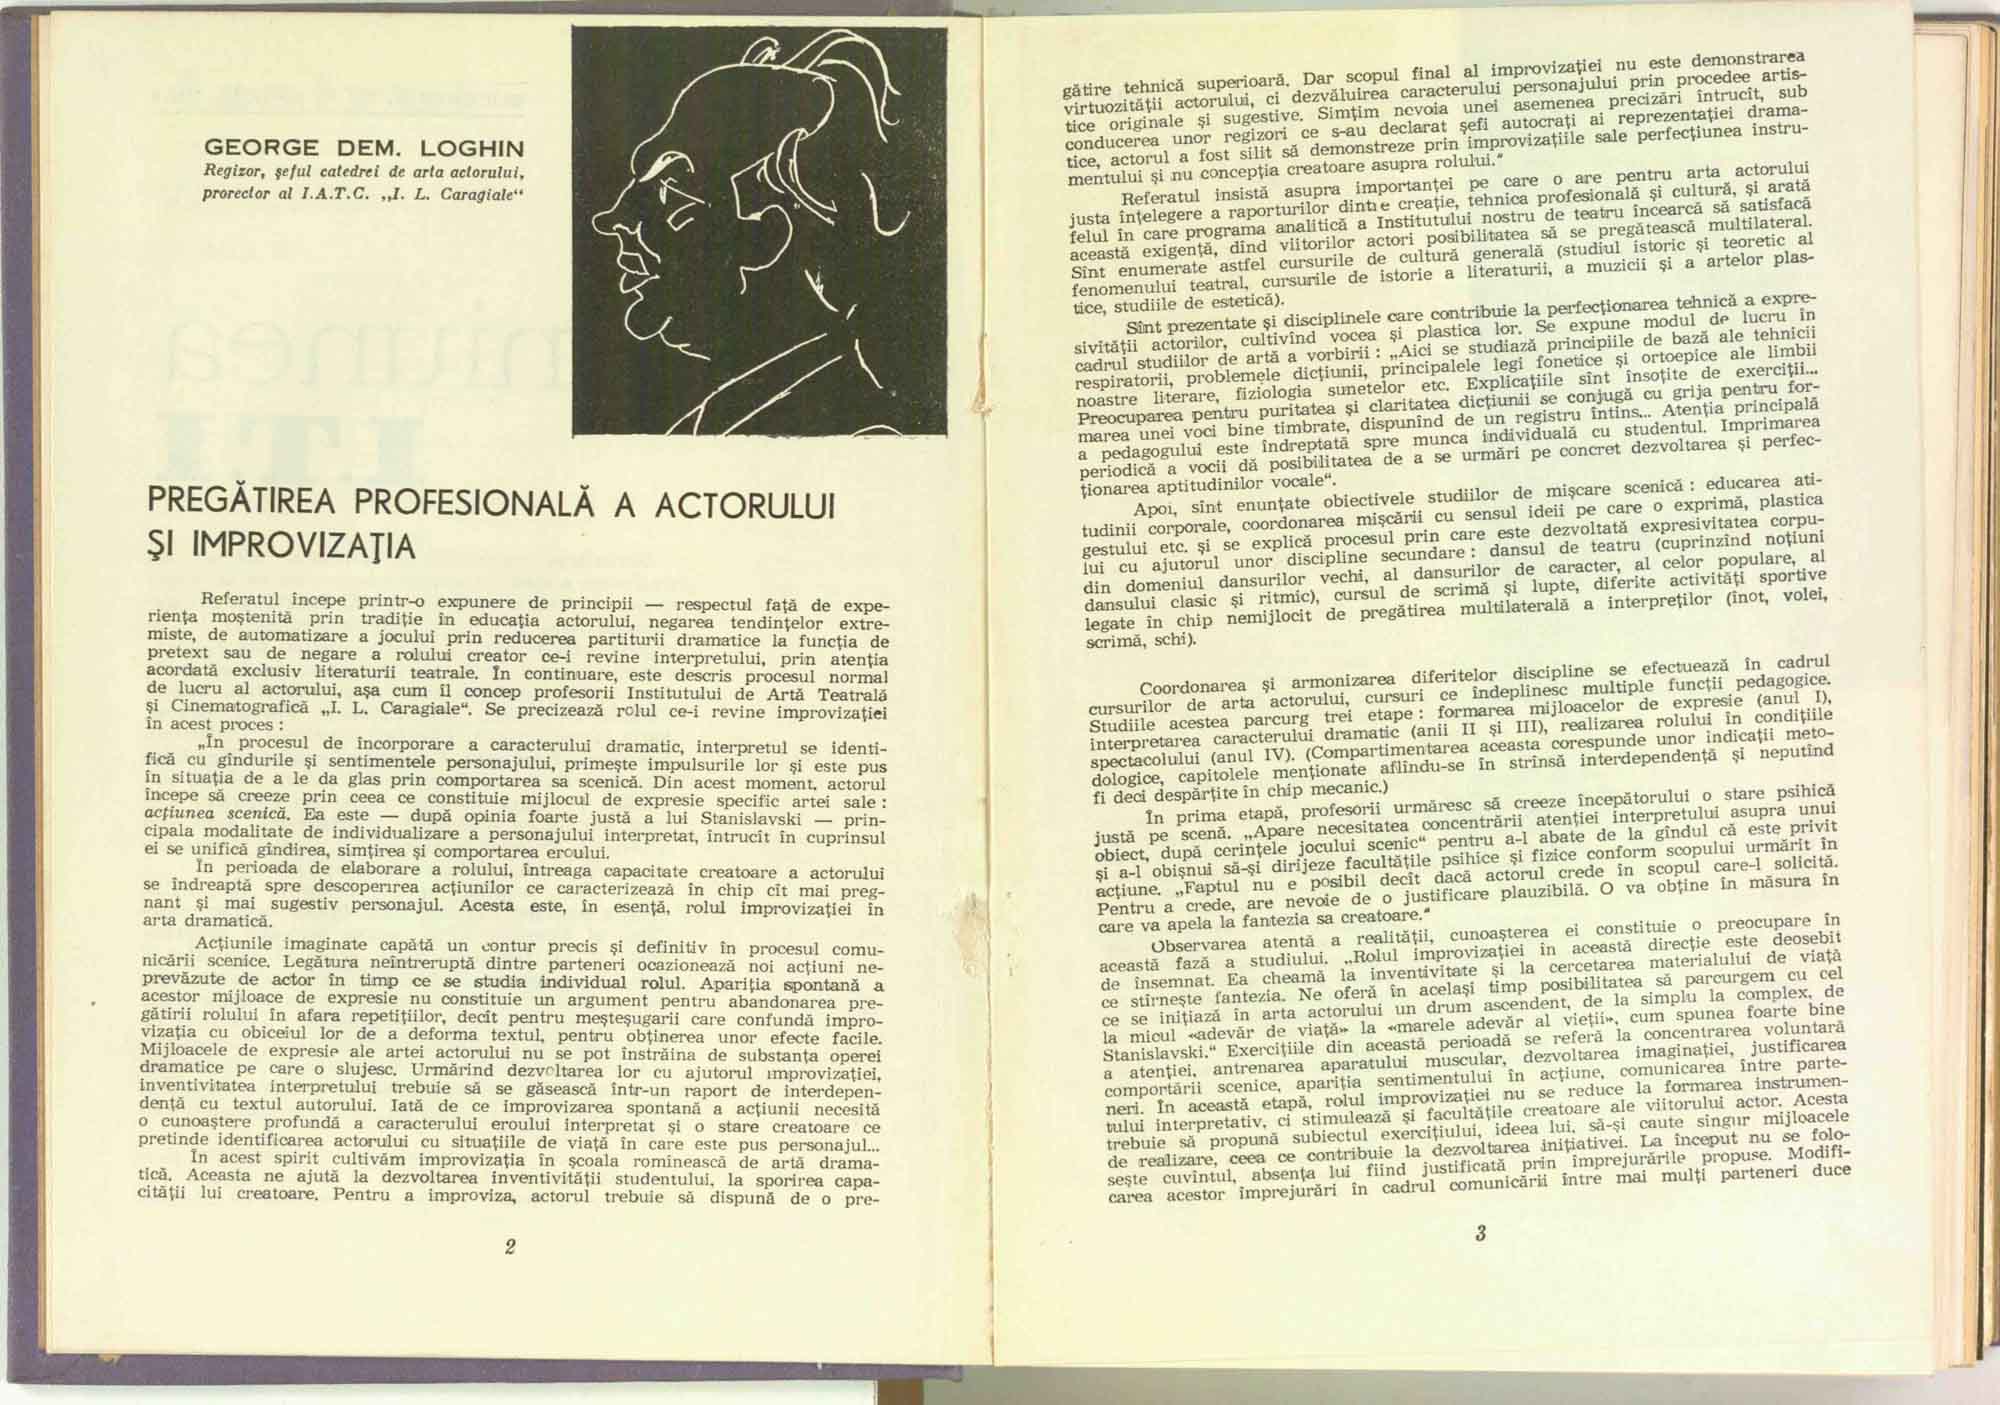 GEORGE DEM. LOGHIN
Regizor, şeful catedrei de arta actorului,
prorector al I.A.T.C. „I. L. Caragiale“
PREGĂTIREA PROFESIONALĂ A ACTORULUI
ŞI IMPROVIZAŢIA
Referatul începe printr-o expunere de principii — respectul faţă de expe-
rienţa moştenită prin tradiţie în educaţia actorului, negarea tendinţelor extre-
miste, de automatizare a jocului prin reducerea partiturii dramatice la funcţia de
pretext sau de negare a rolului creator ce-i revine interpretului, prin atenţia
acordată exclusiv literaturii teatrale. În continuare, este descris procesul normal
de lucru al actorului, aşa cum îl concep profesorii Institutului de Artă Teatrală
şi Cinematografică „I. L. Caragiale“. Se precizează rolul ce-i revine improvizaţiei
în acest proces :
„În procesul de încorporare a caracterului dramatic, interpretul se identi-
fică cu gîndurile şi sentimentele personajului, primeşte impulsurile lor şi este pus
în situaţia de a le da glas prin comportarea sa scenică. Din acest moment, actorul
începe să creeze prin ceea ce constituie mijlocul de expresie specific artei sale :
acţiunea scenică. Ea este — după opinia foarte justă a lui Stanislavski — prin-
cipala modalitate de individualizare a personajului interpretat, întrucît în cuprinsul
ei se unifică gîndirea, simţirea şi comportarea eroului.
În perioada de elaborare a rolului, întreaga capacitate creatoare a actorului
se îndreaptă spre descoperirea acţiunilor ce caracterizează în chip cît mai preg-
nant şi mai sugestiv personajul. Acesta este, în esenţă, rolul improvizaţiei în
arta dramatică.
Acţiunile imaginate capătă un contur precis şi definitiv în procesul comu-
nicării scenice. Legătura neîntreruptă dintre parteneri ocazionează noi acţiuni ne-
prevăzute de actor în timp ce se studia individual rolul. Apariţia spontană a
acestor mijloace de expresie nu constituie un argument pentru abandonarea pre-
gătirii rolului în afara repetiţiilor, decît pentru meşteşugarii care confundă impro-
vizaţia cu obiceiul lor de a deforma textul, pentru obţinerea unor efecte facile.
Mijloacele de expresie ale artei actorului nu se pot înstrăina de substanţa operei
dramatice pe care o slujesc. Urmărind dezvoltarea lor cu ajutorul improvizaţiei,
inventivitatea interpretului trebuie să se găsească într-un raport de interdepen-
denţă cu textul autorului. Iată de ce improvizarea spontană a acţiunii necesită
o cunoaştere profundă a caracterului eroului interpretat şi o stare creatoare ce
pretinde identificarea actorului cu situaţiile de viaţă în care este pus personajul...
În acest spirit cultivăm improvizaţia în şcoala romînească de artă drama-
tică. Aceasta ne ajută la dezvoltarea inventivităţii studentului, la sporirea capa-
cităţii lui creatoare. Pentru a improviza, actorul trebuie să dispună de o pre-
2
gătire tehnică superioară. Dar scopul final al improvizaţiei nu este demonstrarea
virtuozităţii actorului, ci dezvăluirea caracterului personajului prin procedee artis-
tice originale şi sugestive. Simţim nevoia unei asemenea precizări întrucît, sub
conducerea unor regizori ce s-au declarat şefi autocraţi ai reprezentaţiei drama-
tice, actorul a fost silit să demonstreze prin improvizaţiile sale perfecţiunea instru-
mentului şi nu concepţia creatoare asupra rolului.“
Referatul insistă asupra importanţei pe care o are pentru arta actorului
justa înţelegere a raporturilor dintre creaţie, tehnica profesională şi cultură, şi arată
felul în care programa analitică a Institutului nostru de teatru încearcă să satisfacă
această exigenţă, dînd viitorilor actori posibilitatea să se pregătească multilateral.
Sînt enumerate astfel cursurile de cultură generală (studiul istoric şi teoretic al
fenomenului teatral, cursurile de istorie a literaturii, a muzicii şi a artelor plas-
tice, studiile de estetică).
Sînt prezentate şi disciplinele care contribuie la perfecţionarea tehnică a expre-
sivităţii actorilor, cultivînd vocea şi plastica lor. Se expune modul de lucru în
cadrul studiilor de artă a vorbirii : „Aici se studiază principiile de bază ale tehnicii
respiratorii, problemele dicţiunii, principalele legi fonetice şi ortoepice ale limbii
noastre literare, fiziologia sunetelor etc. Explicaţiile sînt însoţite de exerciţii...
Preocuparea pentru puritatea şi claritatea dicţiunii se conjugă cu grija pentru for-
marea unei voci bine timbrate, dispunînd de un registru întins... Atenţia principală
a pedagogului este îndreptată spre munca individuală cu studentul. Imprimarea
periodică a vocii dă posibilitatea de a se urmări pe concret dezvoltarea şi perfec-
ţionarea aptitudinilor vocale“.
Apoi, sînt enunţate obiectivele studiilor de mişcare scenică : educarea ati-
tudinii corporale, coordonarea mişcării cu sensul ideii pe care o exprimă, plastica
gestului etc. şi se explică procesul prin care este dezvoltată expresivitatea corpu-
lui cu ajutorul unor discipline secundare : dansul de teatru (cuprinzînd noţiuni
din domeniul dansurilor vechi, al dansurilor de caracter, al celor populare, al
dansului clasic şi ritmic), cursul de scrimă şi lupte, diferite activităţi sportive
legate în chip nemijlocit de pregătirea multilaterală a interpreţilor (înot, volei,
scrimă, schi).
Coordonarea şi armonizarea diferitelor discipline se efectuează în cadrul
cursurilor de arta actorului, cursuri ce îndeplinesc multiple funcţii pedagogice.
Studiile acestea parcurg trei etape : formarea mijloacelor de expresie (anul I),
interpretarea caracterului dramatic (anii II şi III), realizarea rolului în condiţiile
spectacolului (anul IV). (Compartimentarea aceasta corespunde unor indicaţii meto-
dologice, capitolele menţionate aflîndu-se în strînsă interdependenţă şi neputînd
fi deci despărţite în chip mecanic.)
În prima etapă, profesorii urmăresc să creeze începătorului o stare psihică
justă pe scenă. „Apare necesitatea concentrării atenţiei interpretului asupra unui
obiect, după cerinţele jocului scenic“ pentru a-l abate de la gîndul că este privit
şi a-l obişnui să-şi dirijeze facultăţile psihice şi fizice conform scopului urmărit în
acţiune. „Faptul nu e posibil decît dacă actorul crede în scopul care-l solicită.
Pentru a crede, are nevoie de o justificare plauzibilă. O va obţine în măsura în
care va apela la fantezia sa creatoare.“
Observarea atentă a realităţii, cunoaşterea ei constituie o preocupare în
această fază a studiului. „Rolul improvizaţiei în această direcţie este deosebit
de însemnat. Ea cheamă la inventivitate şi la cercetarea materialului de viaţă
ce stîrneşte fantezia. Ne oferă în acelaşi timp posibilitatea să parcurgem cu cel
ce se iniţiază în arta actorului un drum ascendent, de la simplu la complex, de
la micul «adevăr de viaţă» la «marele adevăr al vieţii», cum spunea foarte bine
Stanislavski.“ Exerciţiile din această perioadă se referă la concentrarea voluntară
a atenţiei, antrenarea aparatului muscular, dezvoltarea imaginaţiei, justificarea
comportării scenice, apariţia sentimentului în acţiune, comunicarea între parte-
neri. În această etapă, rolul improvizaţiei nu se reduce la formarea instrumen-
tului interpretativ, ci stimulează şi facultăţile creatoare ale viitorului actor. Acesta
trebuie să propună subiectul exerciţiului, ideea lui, să-şi caute singur mijloacele
de realizare, ceea ce contribuie la dezvoltarea iniţiativei. La început nu se folo-
seşte cuvîntul, absenţa lui fiind justificată prin împrejurările propuse. Modifi-
carea acestor împrejurări în cadrul comunicării între mai mulţi parteneri duce
3